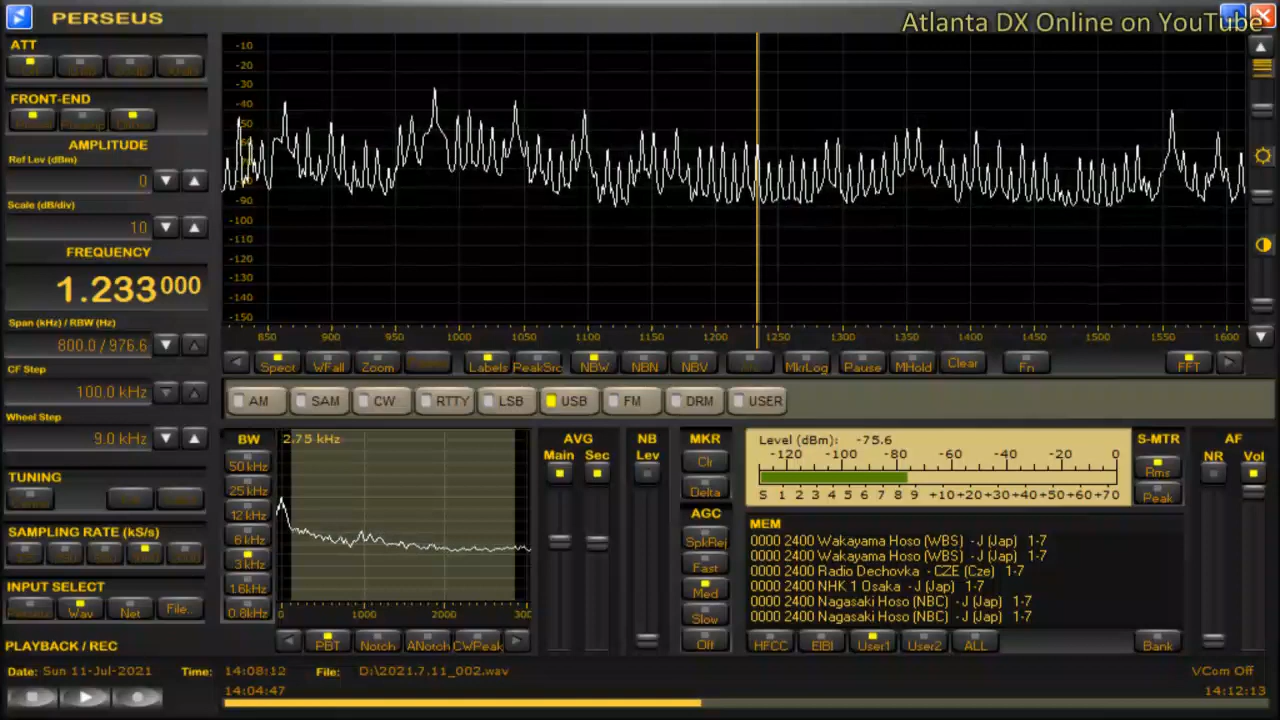 PERSEUS
Atlanta DX Online on YouTube
ATT
FRONT-END
AMPLITUDE
Ref Lev (dBm)
0
Scale (dB/div)
10
FREQUENCY
1.233000
Span (kHz) / RBW (Hz)
800.0 / 976.6
CF Step
100.0 kHz
Wheel Step
9.0 kHz
TUNING
SAMPLING RATE (kS/s)
INPUT SELECT
Wav Net File..
PLAYBACK / REC
-10
-20
-30
-40
-80
-90
-100
-110
-120
-130
-140
-150
850 900 950 1000 1050 1100 1150 1200 1250 1300 1350 1400 1450 1500 1550 1600
Spect WFall Zoom Labels PeakSrc NBW NBN NBV MkrLog Pause MHold Clear Fn FFT
AM SAM CW RTTY LSB USB FM DRM USER
BW
50 kHz
25 kHz
12 kHz
6 kHz
3 kHz
1.6kHz
0.8kHz
2.75 kHz
0 1000 2000 300
PBT Notch ANotch CWPeak
AVG
Main Sec
NB
Lev
MKR
Clr
Delta
AGC
SpkRej
Fast
Med
Slow
Off
Level (dBm): -75.6
-120 -100 -80 -60 -40 -20 0
S 1 2 3 4 5 6 7 8 9 +10+20+30+40+50+60+70
S-MTR
Rms
Peak
AF
NR Vol
MEM
0000 2400 Wakayama Hoso (WBS) - J (Jap) 1-7
0000 2400 Wakayama Hoso (WBS) - J (Jap) 1-7
0000 2400 Radio Dechovka - CZE (Cze) 1-7
0000 2400 NHK 1 Osaka - J (Jap) 1-7
0000 2400 Nagasaki Hoso (NBC) - J (Jap) 1-7
0000 2400 Nagasaki Hoso (NBC) - J (Jap) 1-7
HFCC EIBI User1 User2 ALL Bank
Date: Sun 11-Jul-2021 Time: 14:08:12 File: D:\2021.7.11_002.wav VCom Off
14:04:47 14:12:13